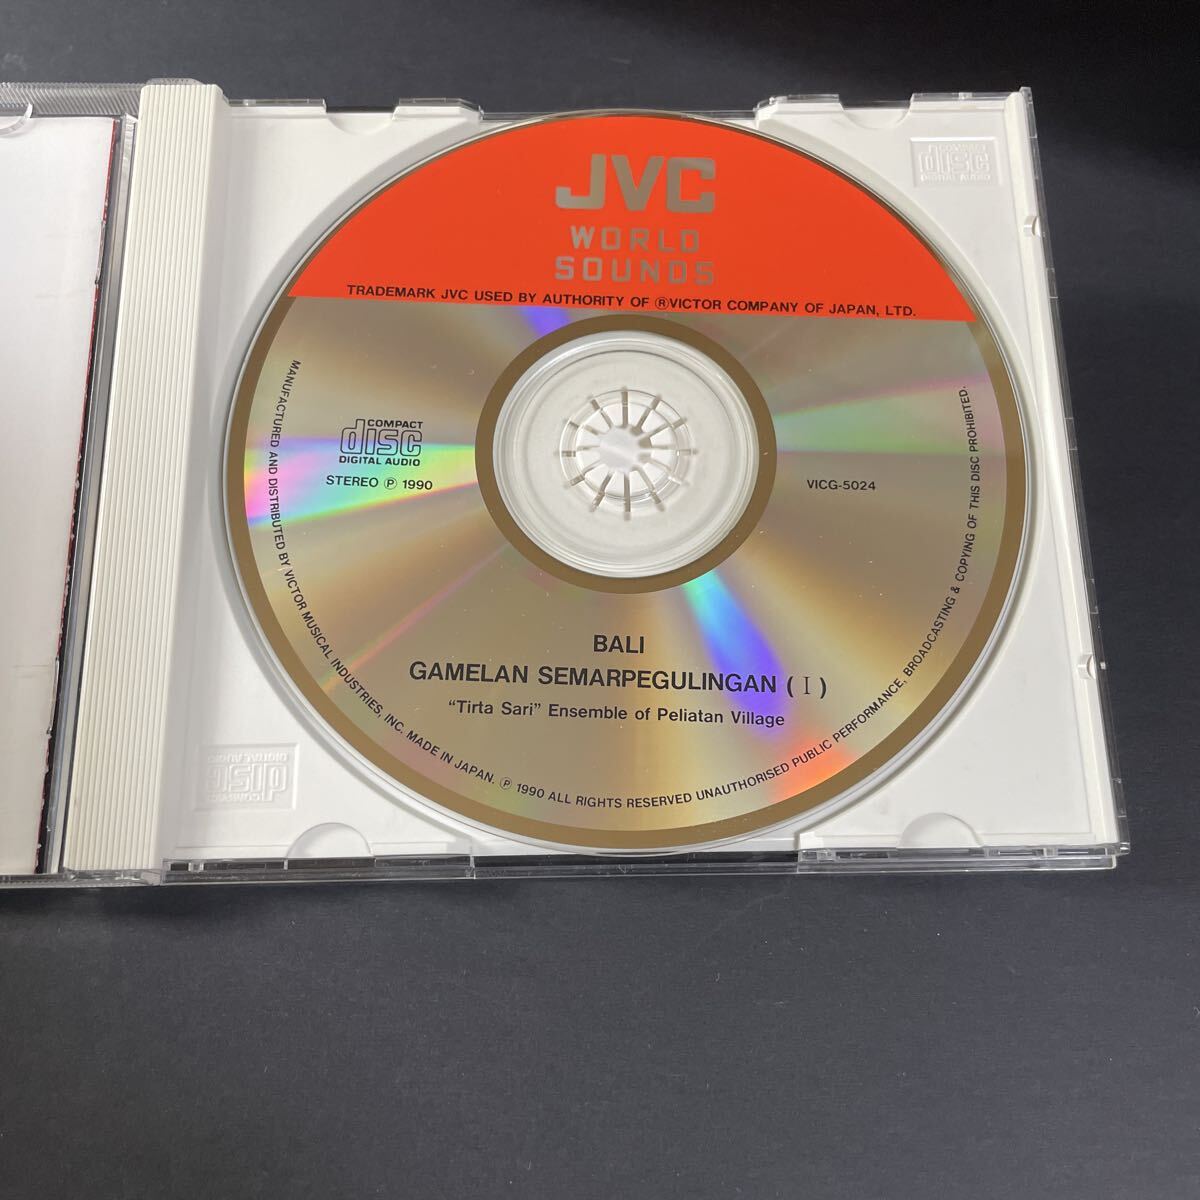 JVC
WORLD
SOUNDS
TRADEMARK JVC USED BY AUTHORITY OF ®VICTOR COMPANY OF JAPAN, LTD.
COMPACT
disc
DIGITAL AUDIO
STEREO ℗ 1990
VICG-5024
BALI
GAMELAN SEMARPEGULINGAN (Ⅰ)
“Tirta Sari” Ensemble of Peliatan Village
MANUFACTURED AND DISTRIBUTED BY VICTOR MUSICAL INDUSTRIES, INC. MADE IN JAPAN. ℗ 1990 ALL RIGHTS RESERVED UNAUTHORISED PUBLIC PERFORMANCE, BROADCASTING & COPYING OF THIS DISC PROHIBITED.
COMPACT
disc
DIGITAL AUDIO
COMPACT
disc
DIGITAL AUDIO